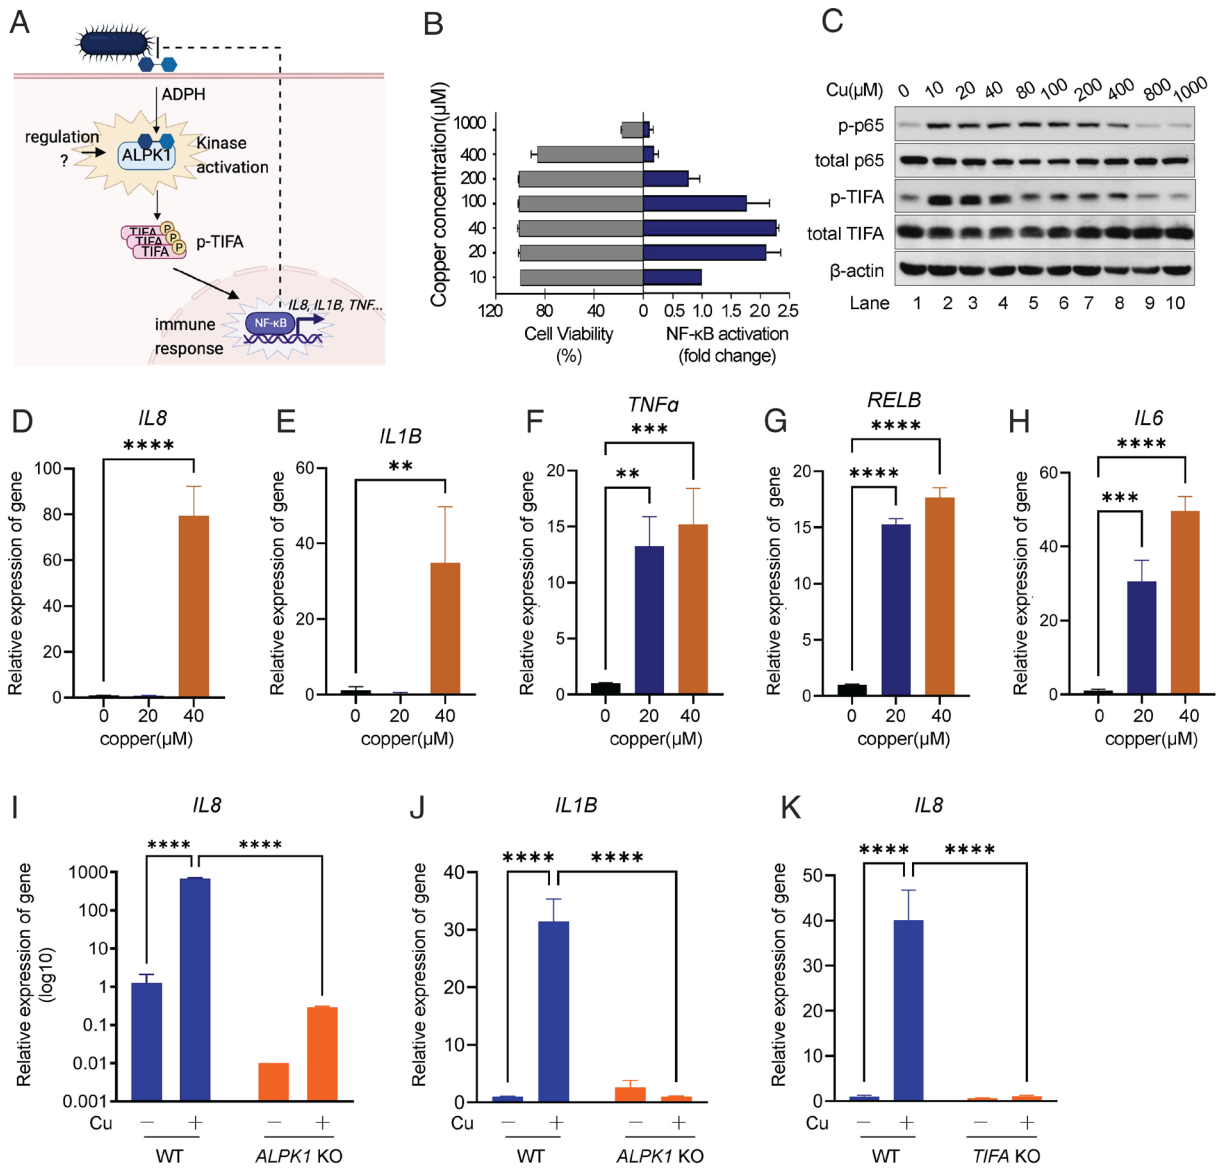 A
ADPH
regulation
?
ALPK1
Kinase
activation
TIFA
TIFA
TIFA
P
P
P
p-TIFA
IL8, IL1B, TNF...
NF-κB
immune
response
B
Copper concentration(μM)
1000
400
200
100
40
20
10
120 80 40 0 0.5 1.0 1.5 2.0 2.5
Cell Viability
(%)
NF-κB activation
(fold change)
C
Cu(μM) 0 10 20 40 80 100 200 400 800 1000
p-p65
total p65
p-TIFA
total TIFA
β-actin
Lane 1 2 3 4 5 6 7 8 9 10
D
IL8
****
Relative expression of gene
100
80
60
40
20
0
0 20 40
copper(μM)
E
IL1B
**
Relative expression of gene
60
40
20
0
0 20 40
copper(μM)
F
TNFα
***
**
Relative expression of gene
20
15
10
5
0
0 20 40
copper(μM)
G
RELB
****
****
Relative expression of gene
20
15
10
5
0
0 20 40
copper(μM)
H
IL6
****
***
Relative expression of gene
60
40
20
0
0 20 40
copper(μM)
I
IL8
**** ****
Relative expression of gene
(log10)
1000
100
10
1
0.1
0.01
0.001
Cu − + − +
WT ALPK1 KO
J
IL1B
**** ****
Relative expression of gene
40
30
20
10
0
− + − +
WT ALPK1 KO
K
IL8
**** ****
Relative expression of gene
50
40
30
20
10
0
Cu − + − +
WT TIFA KO